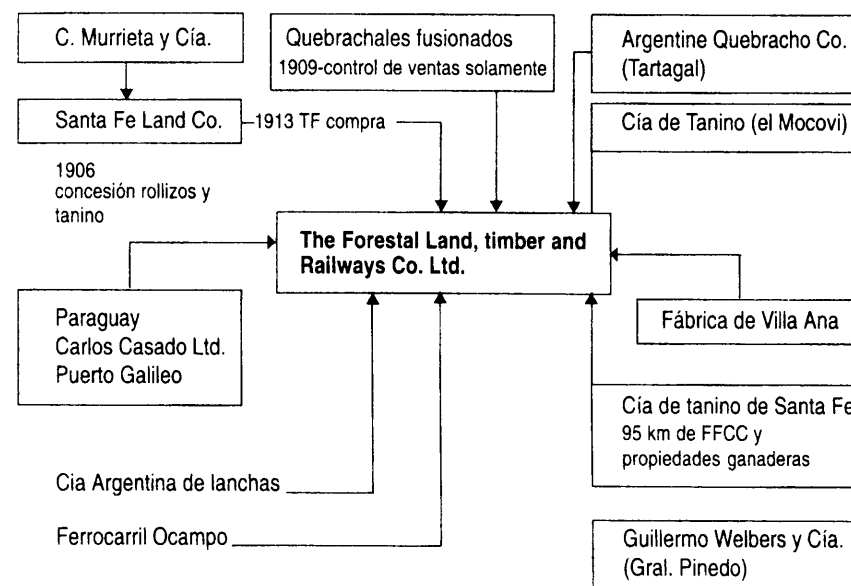 C. Murrieta y Cía.
Quebrachales fusionados
1909-control de ventas solamente
Argentine Quebracho Co.
(Tartagal)
Santa Fe Land Co.
1913 TF compra
Cía de Tanino (el Mocovi)
1906
concesión rollizos y
tanino
The Forestal Land, timber and
Railways Co. Ltd.
Paraguay
Carlos Casado Ltd.
Puerto Galileo
Fábrica de Villa Ana
Cía de tanino de Santa Fe
95 km de FFCC y
propiedades ganaderas
Cia Argentina de lanchas
Ferrocarril Ocampo
Guillermo Welbers y Cía.
(Gral. Pinedo)